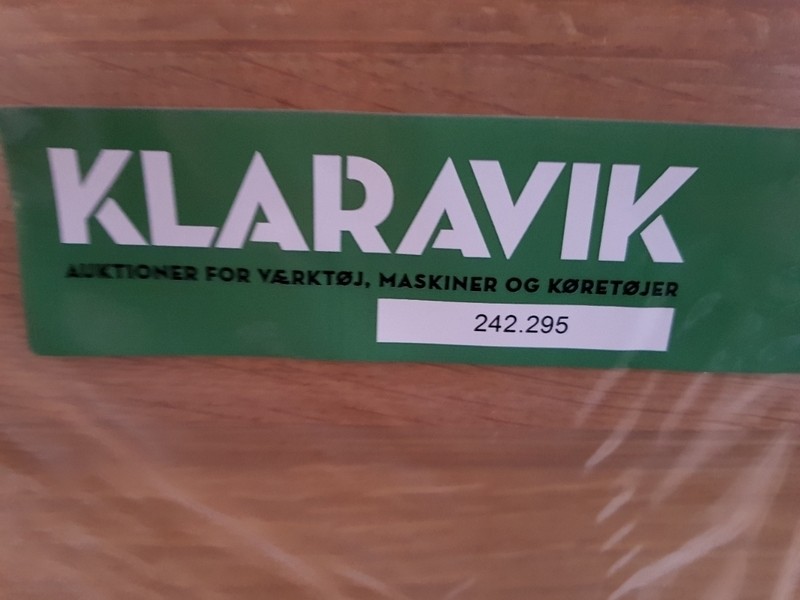 KLARAVIK
AUKTIONER FOR VÆRKTØJ, MASKINER OG KØRETØJER
242.295